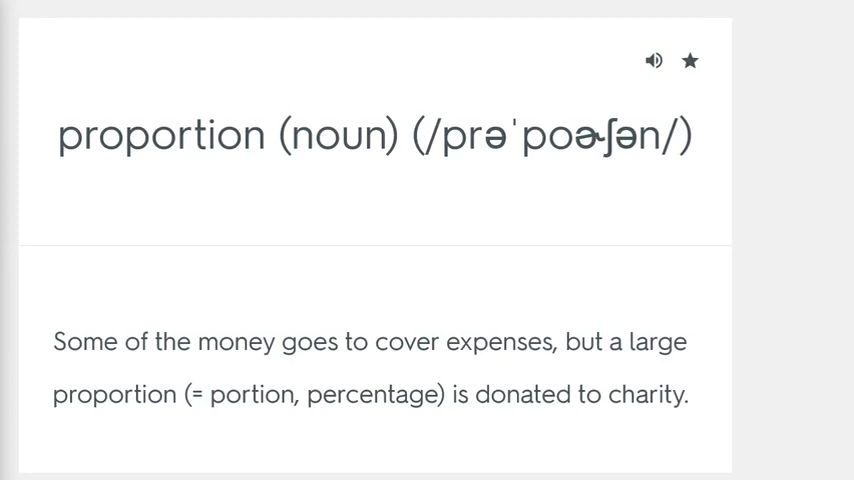 proportion (noun) (/prəˈpoɚʃən/)
Some of the money goes to cover expenses, but a large
proportion (= portion, percentage) is donated to charity.